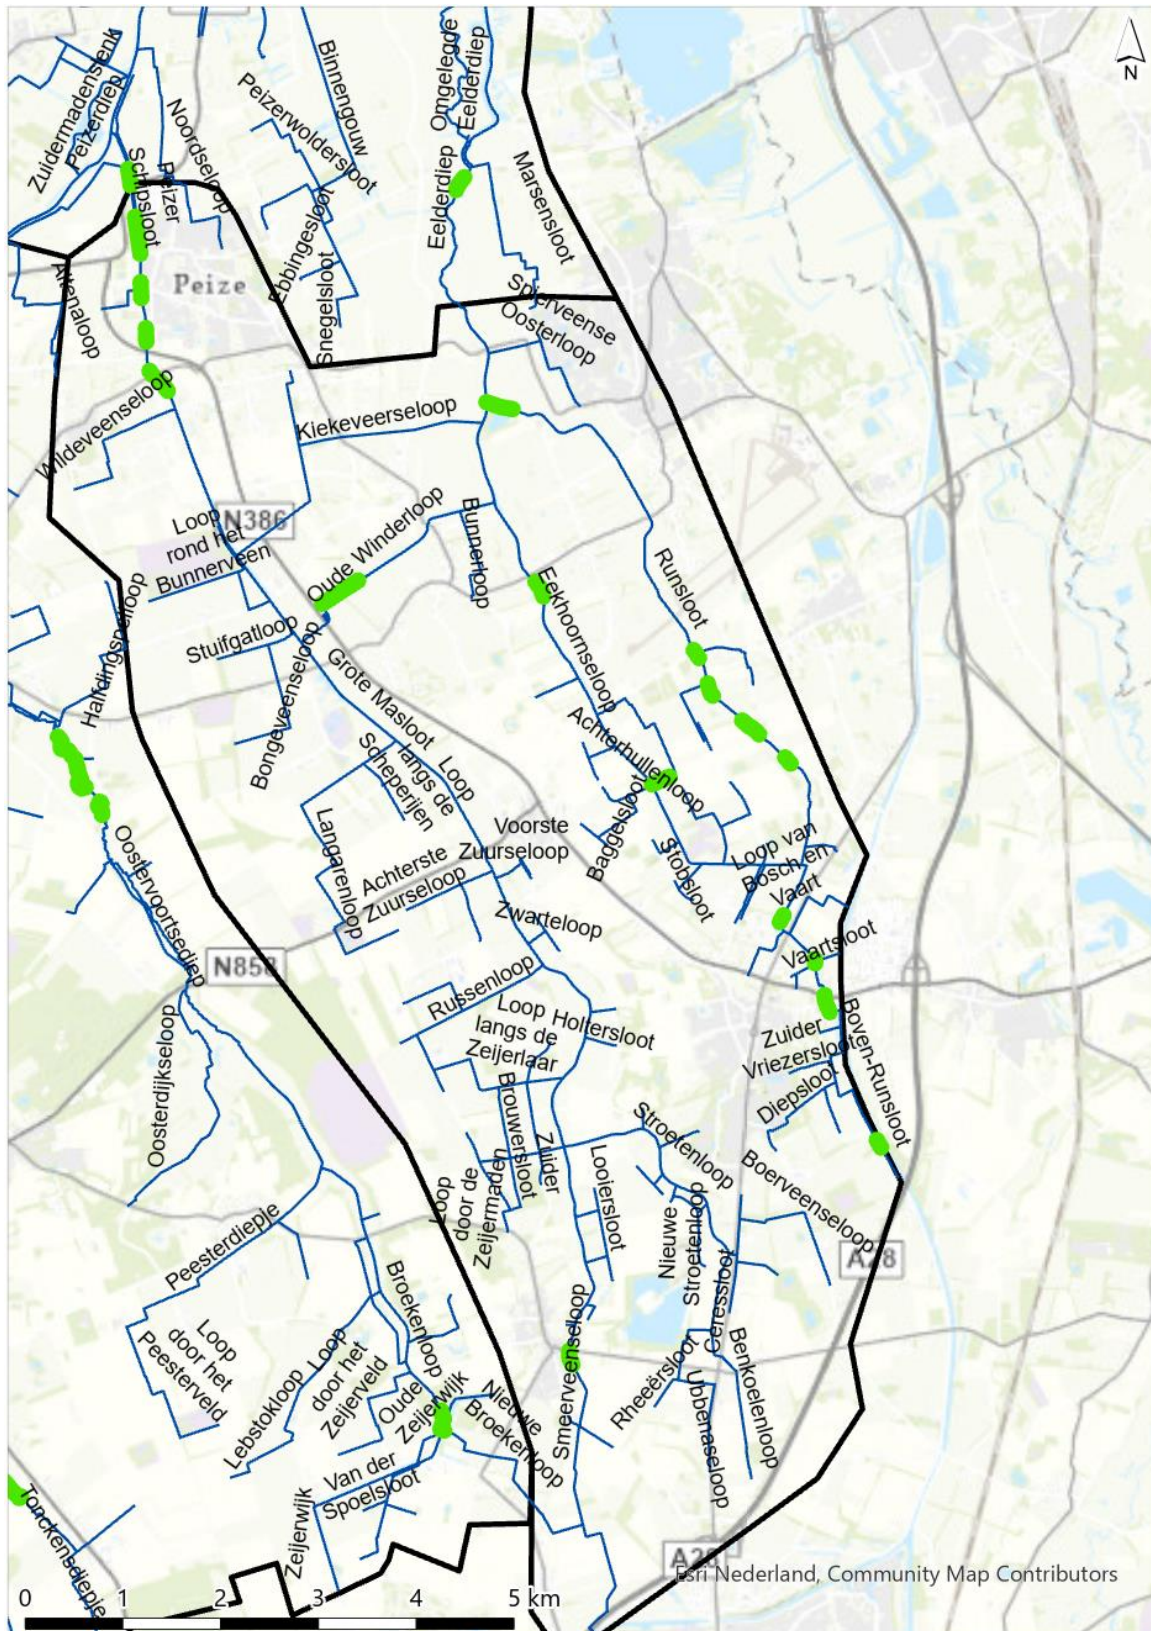 Zuidermadensenk
Peizerdiep
Noordseloop
Binnengouw
Peizerwoldersloot
Omgelegde
Eelderdiep
N
Schipsloot
Peizer
Ebbingesloot
Snegelsloot
Eelderdiep
Marsensloot
Altenaloop
Peize
Spierveense
Oosterloop
Wildeveenseloop
Kiekeveerseloop
Loop
rond het
Bunnerveen
N386
Oude Winderloop
Bunnerloop
Eekhoornseloop
Runsloot
Halfdingspelloop
Stuifgatloop
Bongeveenseloop
Grote Masloot
Achterhullenloop
Loop
langs de
Scheperijen
Langarenloop
Voorste
Zuurseloop
Achterste
Zuurseloop
Baggelsloot
Stobsloot
Loop van
Bosch en
Vaart
Oostervoortsediep
Zwarteloop
Vaartsloot
N858
Russenloop
Loop
langs de
Zeijerlaar
Holtersloot
Zuider
Vriezersloot
Boven-Runsloot
Diepsloot
Oosterdijkseloop
Brouwersloot
Zuider
Loop
door de
Zeijermaden
Looiersloot
Stroetenloop
Boerveenseloop
Nieuwe
Stroetenloop
Ceressloot
A28
Peesterdiepje
Broekenloop
Loop
door het
Peesterveld
Lebstokloop
Loop
door het
Zeijerveld
Oude
Zeijerwijk
Nieuwe
Broekenloop
Smeerveenseloop
Rheeërsloot
Ubbenaseloop
Benkoelenloop
Van der
Spoelsloot
Zeijerwijk
Tonckensdiepje
A28
Esri Nederland, Community Map Contributors
0 1 2 3 4 5 km